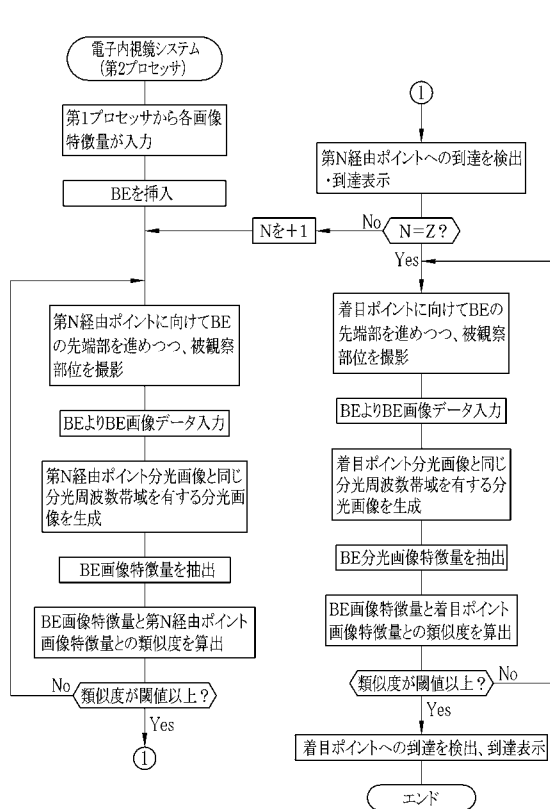 電子内視鏡システム
(第2プロセッサ)
第1プロセッサから各画像
特徴量が入力
BEを挿入
第N経由ポイントに向けてBE
の先端部を進めつつ、被観察
部位を撮影
BEよりBE画像データ入力
第N経由ポイント分光画像と同じ
分光周波数帯域を有する分光画
像を生成
BE画像特徴量を抽出
BE画像特徴量と第N経由ポイント
画像特徴量との類似度を算出
No
類似度が閾値以上?
Yes
1
1
第N経由ポイントへの到達を検出
・到達表示
Nを+1
No
N=Z?
Yes
着目ポイントに向けてBEの
先端部を進めつつ、被観察
部位を撮影
BEよりBE画像データ入力
着目ポイント分光画像と同じ
分光周波数帯域を有する分
光画像を生成
BE分光画像特徴量を抽出
BE画像特徴量と着目ポイント
画像特徴量との類似度を算出
類似度が閾値以上?
No
Yes
着目ポイントへの到達を検出、到達表示
エンド